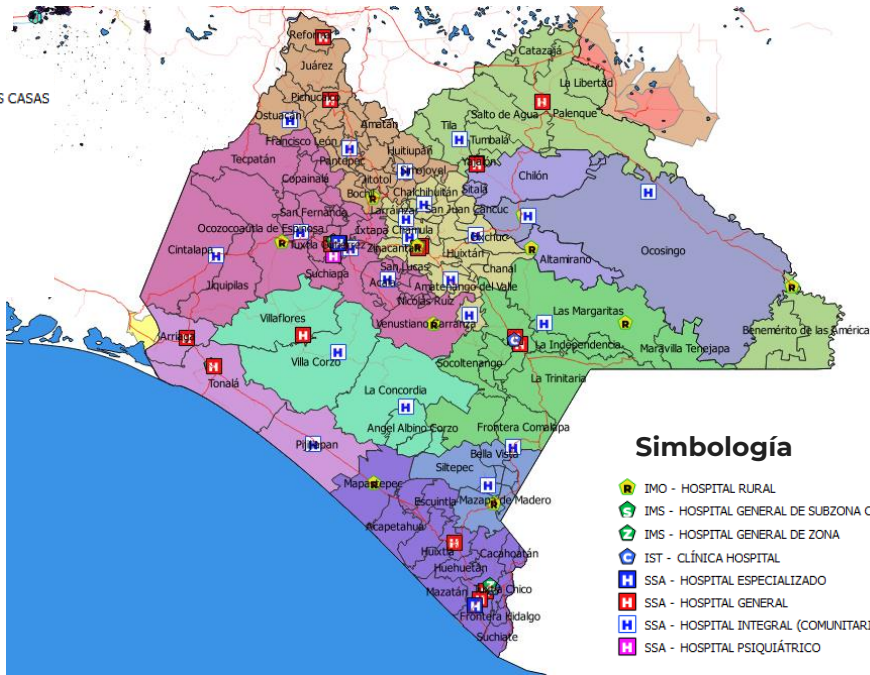 S CASAS
Reforma
Juárez
Pichucalco
Ostuacán
Amatán
Francisco León
Huitiupán
Pantepec
Jitotol
Simojovel
Tecpatán
Copainalá
Bochil
Chalchihuitán
Catazajá
La Libertad
Salto de Agua
Palenque
Tila
Tumbalá
Yajalón
Sitalá
Chilón
Larráinzar
San Juan Cancuc
San Fernando
Ocozocoautla de Espinosa
Ixtapa
Chamula
Tuxtla Gutiérrez
Zinacantán
Oxchuc
Huixtán
Cintalapa
Suchiapa
San Lucas
Chanal
Altamirano
Ocosingo
Jiquipilas
Acala
Amatenango del Valle
Nicolás Ruiz
Venustiano Carranza
Las Margaritas
Villaflores
Arriaga
La Independencia
Maravilla Tenejapa
Benemérito de las América
Villa Corzo
Socoltenango
La Trinitaria
Tonalá
La Concordia
Angel Albino Corzo
Frontera Comalapa
Pijijiapan
Bella Vista
Siltepec
Mapastepec
Escuintla
Mazapa de Madero
Acapetahua
Huixtla
Cacahoatán
Huehuetán
Mazatán
Tuxtla Chico
Frontera Hidalgo
Suchiate
Simbología
R IMO - HOSPITAL RURAL
S IMS - HOSPITAL GENERAL DE SUBZONA C
Z IMS - HOSPITAL GENERAL DE ZONA
C IST - CLÍNICA HOSPITAL
H SSA - HOSPITAL ESPECIALIZADO
H SSA - HOSPITAL GENERAL
H SSA - HOSPITAL INTEGRAL (COMUNITARI
H SSA - HOSPITAL PSIQUIÁTRICO